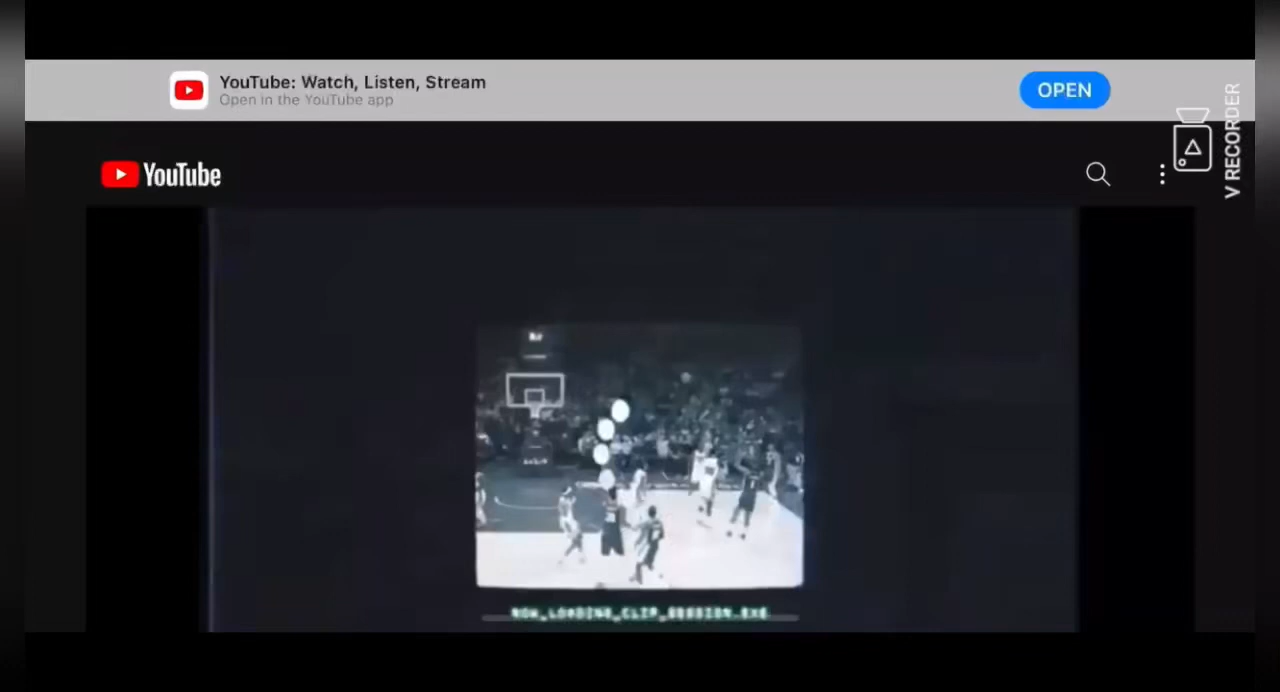 YouTube: Watch, Listen, Stream
Open in the YouTube app
OPEN
V RECORDER
YouTube
NOW_LOADING_CLIP_SESSION.EXE